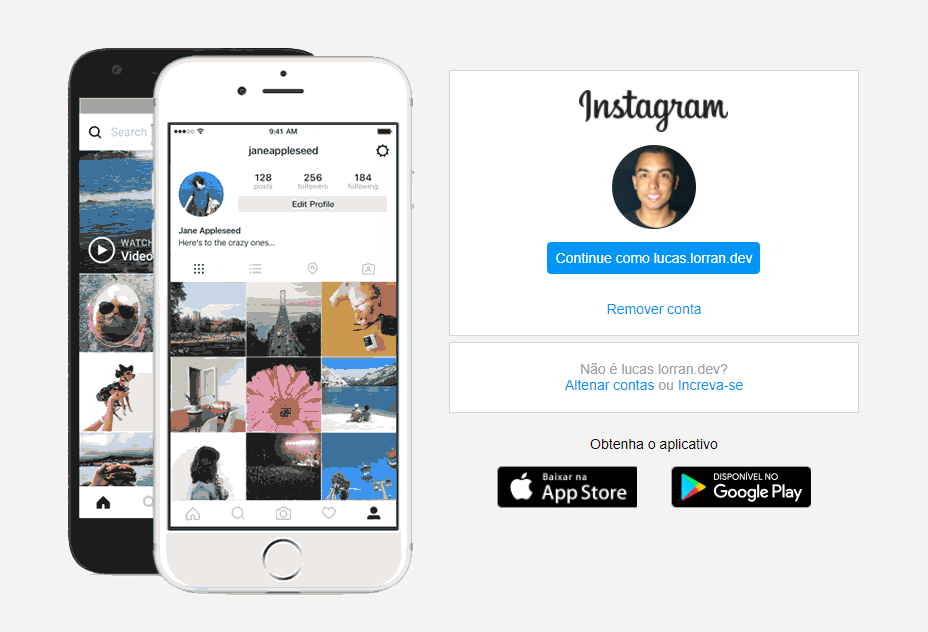 Search
WATCH
Video
9:41 AM
janeappleseed
128
posts
256
followers
184
following
Edit Profile
Jane Appleseed
Here's to the crazy ones...
Instagram
Continue como lucas.lorran.dev
Remover conta
Não é lucas.lorran.dev?
Altenar contas ou Increva-se
Obtenha o aplicativo
Baixar na
App Store
DISPONÍVEL NO
Google Play